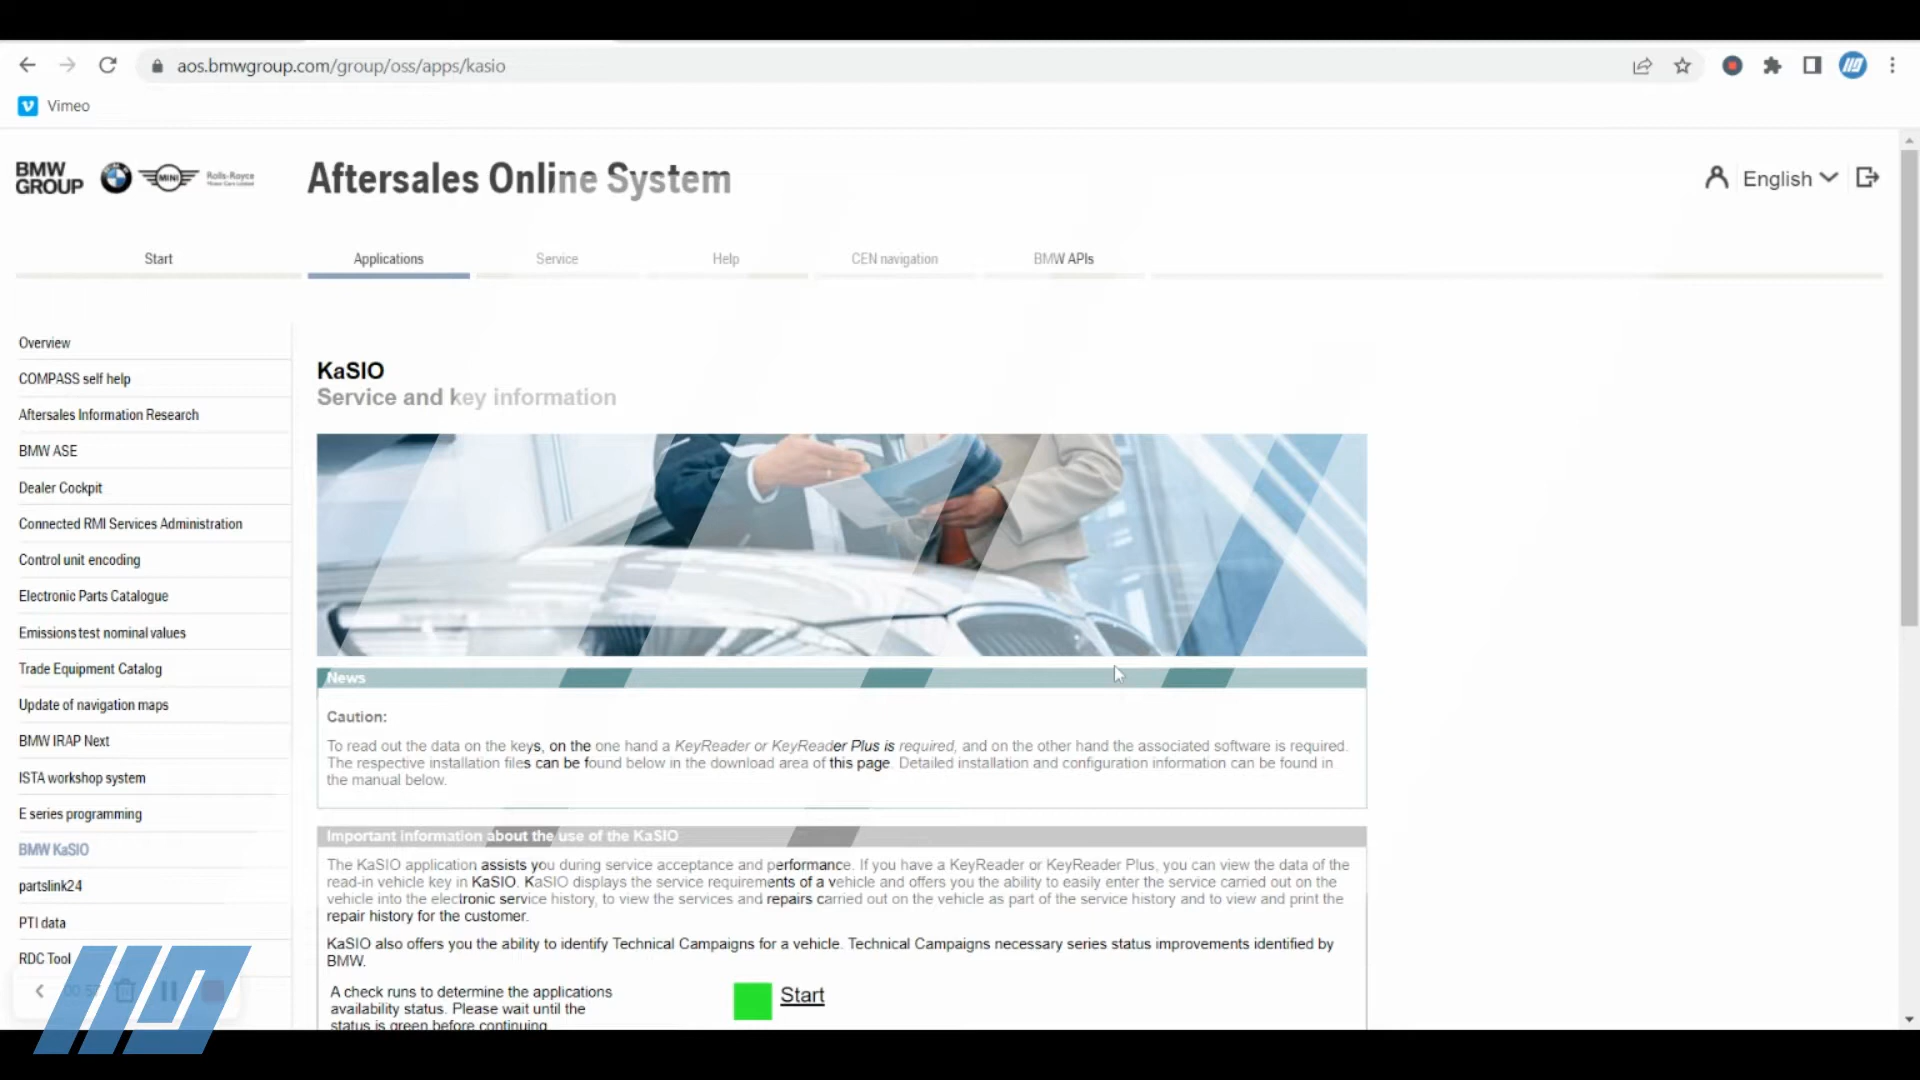 aos.bmwgroup.com/group/oss/apps/kasio
Vimeo
BMW
GROUP
MINI
Rolls-Royce
Aftersales Online System
English
Start
Applications
Service
Help
CEN navigation
BMW APIs
Overview
COMPASS self help
Aftersales Information Research
BMW ASE
Dealer Cockpit
Connected RMI Services Administration
Control unit encoding
Electronic Parts Catalogue
Emissions test nominal values
Trade Equipment Catalog
Update of navigation maps
BMW IRAP Next
ISTA workshop system
E series programming
BMW KaSIO
partslink24
PTI data
RDC Tool
KaSIO
Service and key information
News
Caution:
To read out the data on the keys, on the one hand a KeyReader or KeyReader Plus is required, and on the other hand the associated software is required.
The respective installation files can be found below in the download area of this page. Detailed installation and configuration information can be found in
the manual below.
Important information about the use of the KaSIO
The KaSIO application assists you during service acceptance and performance. If you have a KeyReader or KeyReader Plus, you can view the data of the
read-in vehicle key in KaSIO. KaSIO displays the service requirements of a vehicle and offers you the ability to easily enter the service carried out on the
vehicle into the electronic service history, to view the services and repairs carried out on the vehicle as part of the service history and to view and print the
repair history for the customer.
KaSIO also offers you the ability to identify Technical Campaigns for a vehicle. Technical Campaigns necessary series status improvements identified by
BMW.
A check runs to determine the applications
availability status. Please wait until the
status is green before continuing
Start